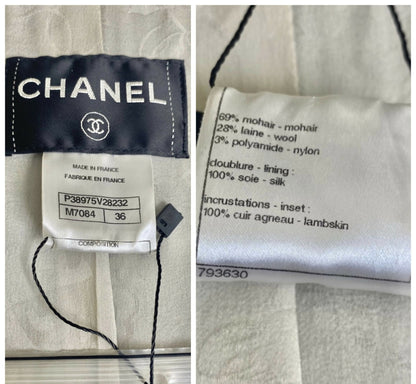 CHANEL
MADE IN FRANCE
FABRIQUÉ EN FRANCE
P38975V28232
M7084 36
COMPOSITION
69% mohair - mohair
28% laine - wool
3% polyamide - nylon
doublure - lining :
100% soie - silk
incrustations - inset :
100% cuir agneau - lambskin
793630